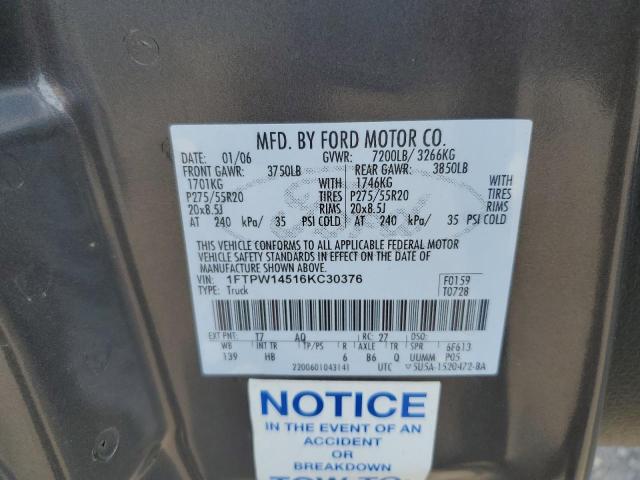 MFD. BY FORD MOTOR CO.
DATE: 01/06 GVWR: 7200LB/ 3266KG
FRONT GAWR: 3750LB REAR GAWR: 3850LB
1701KG WITH 1746KG WITH
P275/55R20 TIRES P275/55R20 TIRES
20x8.5J RIMS 20x8.5J RIMS
AT 240 kPa/ 35 PSI COLD AT 240 kPa/ 35 PSI COLD
THIS VEHICLE CONFORMS TO ALL APPLICABLE FEDERAL MOTOR
VEHICLE SAFETY STANDARDS IN EFFECT ON THE DATE OF
MANUFACTURE SHOWN ABOVE.
VIN: 1FTPW14516KC30376 F0159
TYPE: Truck T0728
EXT PNT: T7 AQ RC: 27 DSO:
WB INT TR TP/PS R AXLE TR SPR 6F613
139 HB 6 B6 Q UUMM P05
2200601043141 UTC 5U5A-1520472-BA
NOTICE
IN THE EVENT OF AN
ACCIDENT
OR
BREAKDOWN
TOW TO: